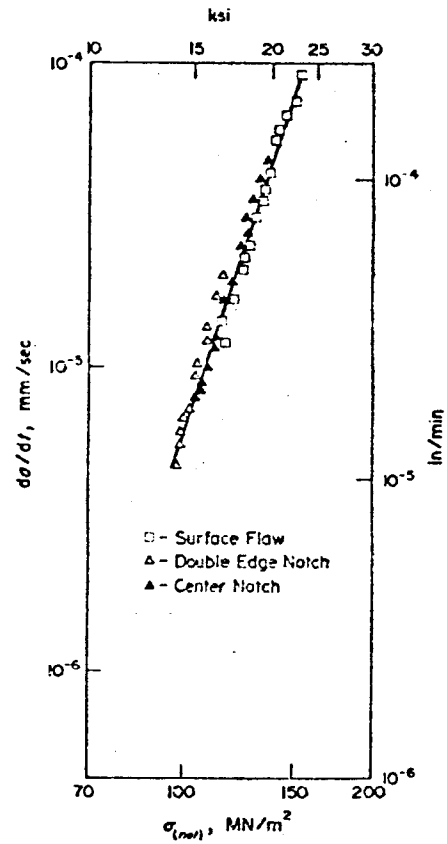 ksi
10 15 20 25 30
10⁻⁴
10⁻⁴
10⁻⁵
da/dt, mm/sec
in/min
10⁻⁵
□ - Surface Flaw
△ - Double Edge Notch
▲ - Center Notch
10⁻⁶
10⁻⁶
70 100 150 200
σ(net), MN/m²